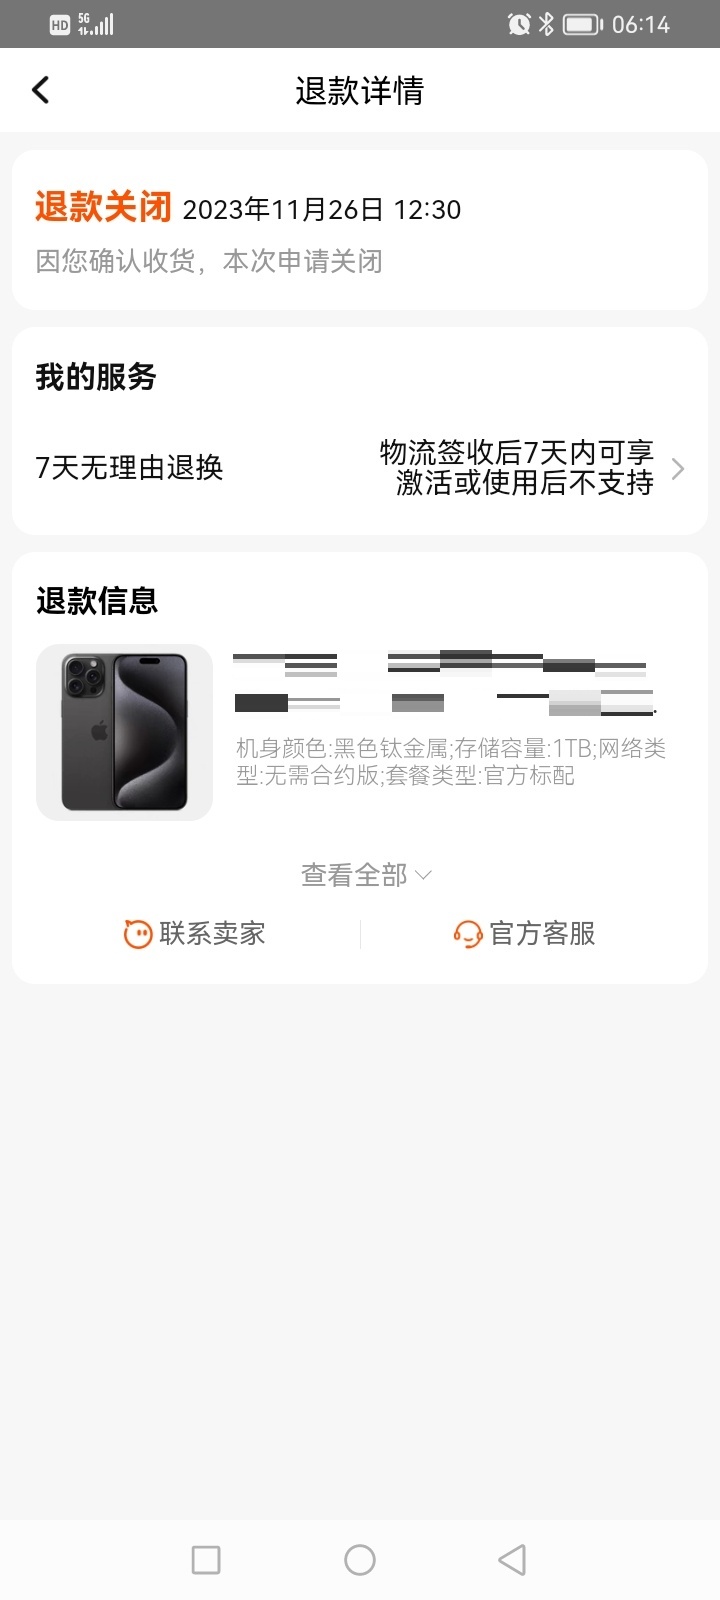 HD 5G 06:14
退款详情
退款关闭 2023年11月26日 12:30
因您确认收货，本次申请关闭
我的服务
7天无理由退换
物流签收后7天内可享
激活或使用后不支持
退款信息
机身颜色:黑色钛金属;存储容量:1TB;网络类
型:无需合约版;套餐类型:官方标配
查看全部
联系卖家
官方客服